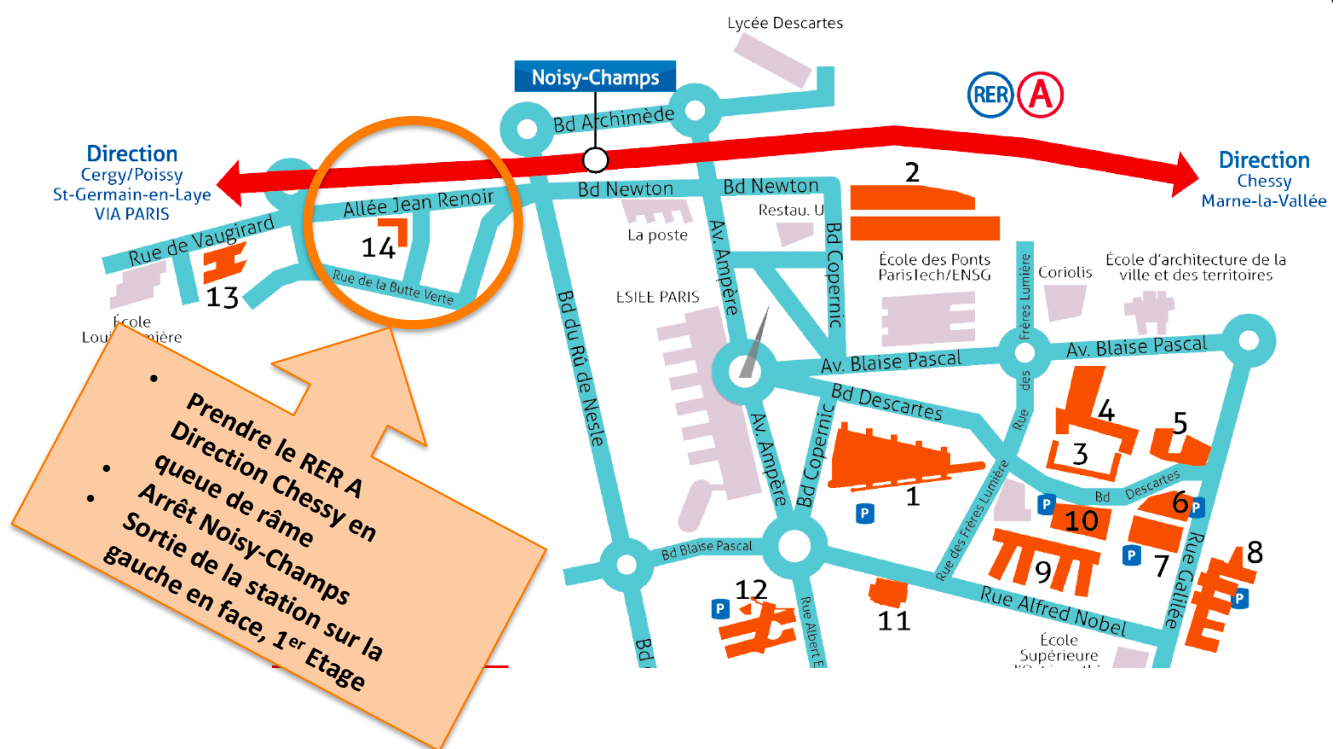 Lycée Descartes
Noisy-Champs
RER A
Bd Archimède
Direction
Cergy/Poissy
St-Germain-en-Laye
VIA PARIS
Direction
Chessy
Marne-la-Vallée
2
Bd Newton
Bd Newton
Allée Jean Renoir
Rue de Vaugirard
14
13
Rue de la Butte Verte
La poste
Restau. U
Av. Ampère
Bd Copernic
École des Ponts
ParisTech/ENSG
Rue des Frères Lumière
Coriolis
École d'architecture de la
ville et des territoires
ESIEE PARIS
École
Bd du Rû de Nesle
Av. Blaise Pascal
Av. Blaise Pascal
Bd Descartes
Av. Ampère
Bd Copernic
4
5
3
1
Bd Descartes
6
P
P
P
10
Rue des Frères Lumière
7
P
9
8
P
Rue Galilée
Bd Blaise Pascal
12
P
11
Rue Alfred Nobel
Rue Albert E
Bd
École
Supérieure
• Prendre le RER A
Direction Chessy en
queue de râme
• Arrêt Noisy-Champs
• Sortie de la station sur la
gauche en face, 1er Etage